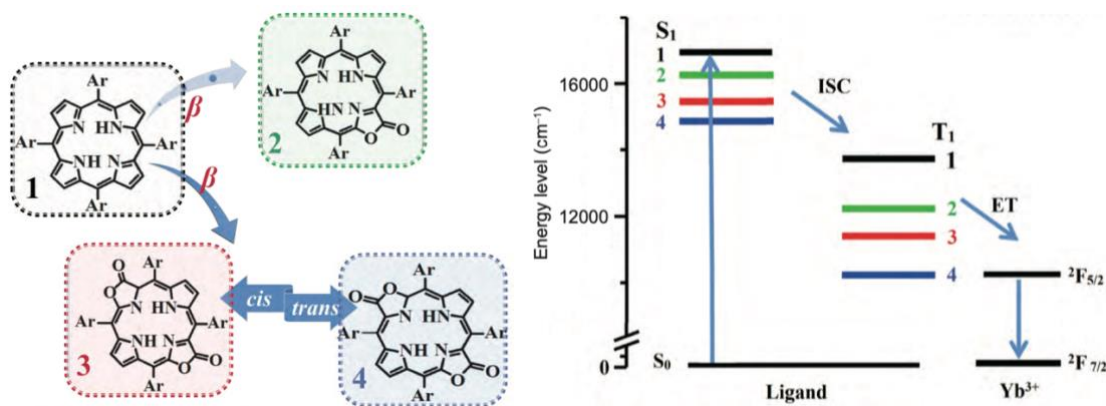 Ar
Ar
Ar
Ar
N
HN
NH
N
1
β
β
Ar
Ar
Ar
Ar
N
HN
HN
N
O
O
2
O
O
Ar
Ar
Ar
Ar
N
HN
NH
N
O
O
3
cis
trans
O
O
Ar
Ar
Ar
Ar
N
HN
NH
N
O
O
4
Energy level (cm⁻¹)
16000
12000
0
S₁
1
2
3
4
ISC
T₁
1
2
3
4
ET
²F₅/₂
S₀
²F₇/₂
Ligand
Yb³⁺